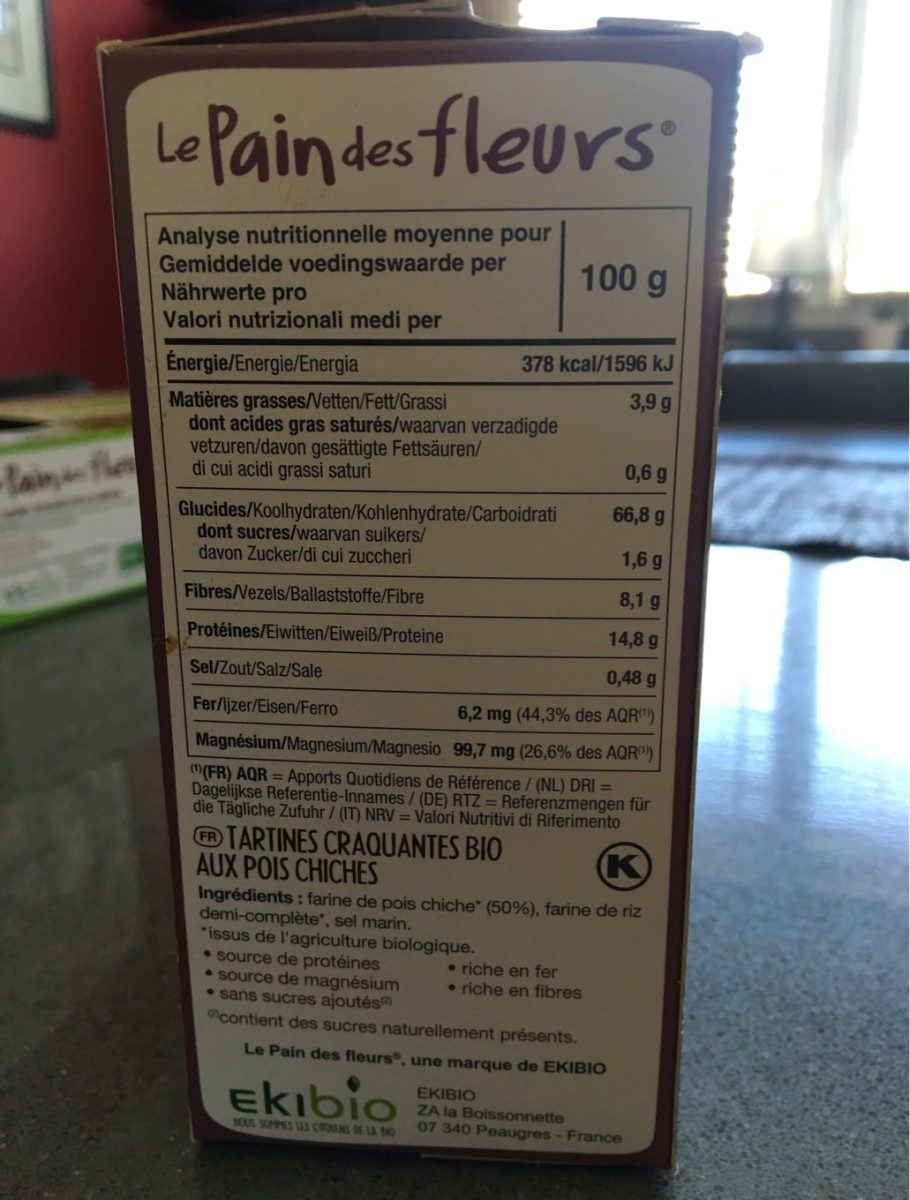 Le Pain des fleurs®
Analyse nutritionnelle moyenne pour
Gemiddelde voedingswaarde per
Nährwerte pro
Valori nutrizionali medi per
100 g
Énergie/Energie/Energia 378 kcal/1596 kJ
Matières grasses/Vetten/Fett/Grassi 3,9 g
dont acides gras saturés/waarvan verzadigde
vetzuren/davon gesättigte Fettsäuren/
di cui acidi grassi saturi 0,6 g
Glucides/Koolhydraten/Kohlenhydrate/Carboidrati 66,8 g
dont sucres/waarvan suikers/
davon Zucker/di cui zuccheri 1,6 g
Fibres/Vezels/Ballaststoffe/Fibre 8,1 g
Protéines/Eiwitten/Eiweiß/Proteine 14,8 g
Sel/Zout/Salz/Sale 0,48 g
Fer/Ijzer/Eisen/Ferro 6,2 mg (44,3% des AQR⁽¹⁾)
Magnésium/Magnesium/Magnesio 99,7 mg (26,6% des AQR⁽¹⁾)
⁽¹⁾(FR) AQR = Apports Quotidiens de Référence / (NL) DRI =
Dagelijkse Referentie-Innames / (DE) RTZ = Referenzmengen für
die Tägliche Zufuhr / (IT) NRV = Valori Nutritivi di Riferimento
FR TARTINES CRAQUANTES BIO
AUX POIS CHICHES
K
Ingrédients : farine de pois chiche* (50%), farine de riz
demi-complète*, sel marin.
*issus de l'agriculture biologique.
• source de protéines
• source de magnésium
• sans sucres ajoutés⁽²⁾
• riche en fer
• riche en fibres
⁽²⁾contient des sucres naturellement présents.
Le Pain des fleurs®, une marque de EKIBIO
Ekibio
NOUS SOMMES LES CITOYENS DE LA BIO
EKIBIO
ZA la Boissonnette
07 340 Peaugres - France